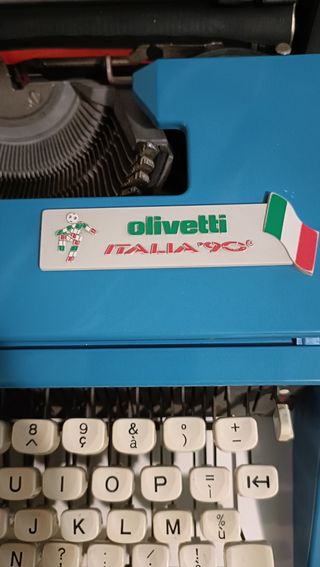 olivetti
ITALIA '90
8 9 & ) +
^ ç à ° -
U I O P = ì
J K L M % ù
N ? . / !